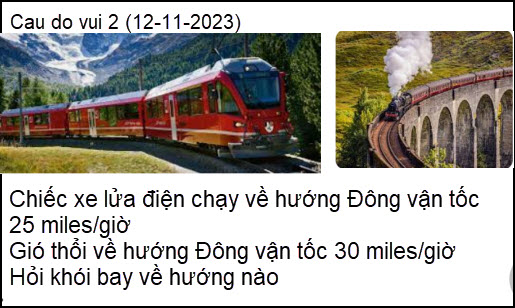 Cau do vui 2 (12-11-2023)
Chiếc xe lửa điện chạy về hướng Đông vận tốc
25 miles/giờ
Gió thổi về hướng Đông vận tốc 30 miles/giờ
Hỏi khói bay về hướng nào